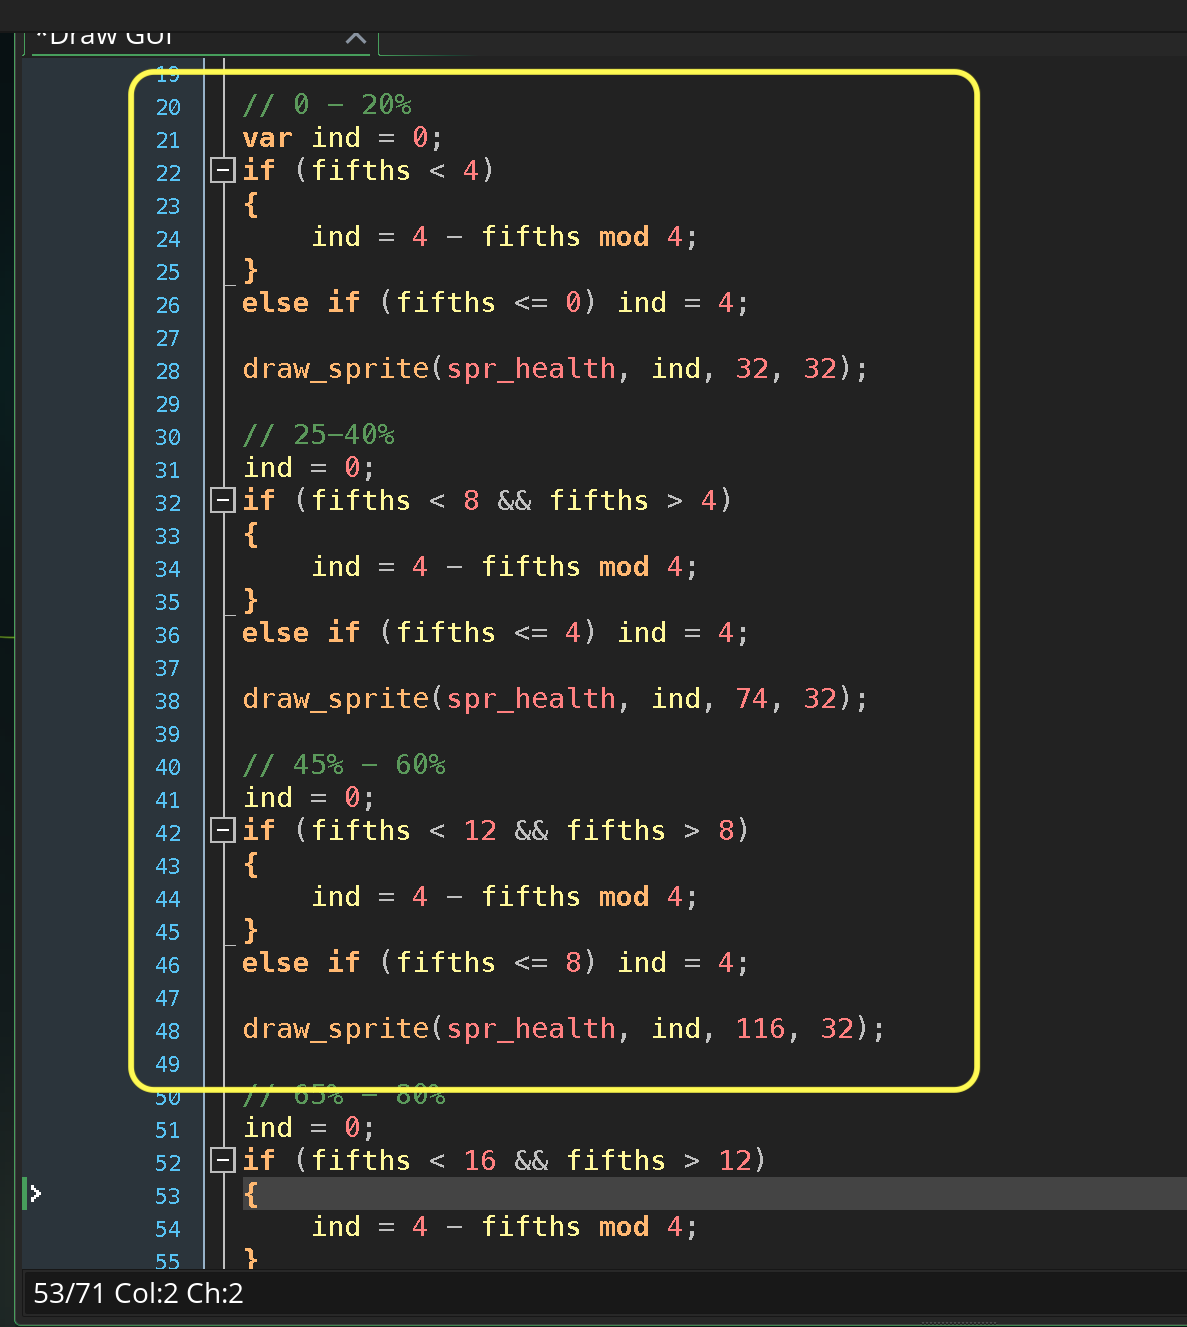 *Draw GUI
19
20 // 0 - 20%
21 var ind = 0;
22 if (fifths < 4)
23 {
24     ind = 4 - fifths mod 4;
25 }
26 else if (fifths <= 0) ind = 4;
27
28 draw_sprite(spr_health, ind, 32, 32);
29
30 // 25-40%
31 ind = 0;
32 if (fifths < 8 && fifths > 4)
33 {
34     ind = 4 - fifths mod 4;
35 }
36 else if (fifths <= 4) ind = 4;
37
38 draw_sprite(spr_health, ind, 74, 32);
39
40 // 45% - 60%
41 ind = 0;
42 if (fifths < 12 && fifths > 8)
43 {
44     ind = 4 - fifths mod 4;
45 }
46 else if (fifths <= 8) ind = 4;
47
48 draw_sprite(spr_health, ind, 116, 32);
49
50 // 65% - 80%
51 ind = 0;
52 if (fifths < 16 && fifths > 12)
53 {
54     ind = 4 - fifths mod 4;
55 }
53/71 Col:2 Ch:2